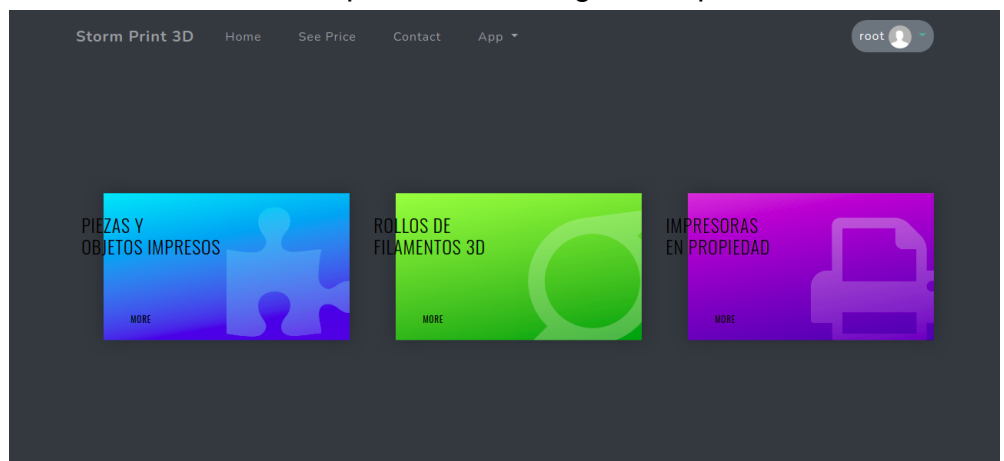 Storm Print 3D Home See Price Contact App root
PIEZAS Y
OBJETOS IMPRESOS
MORE
ROLLOS DE
FILAMENTOS 3D
MORE
IMPRESORAS
EN PROPIEDAD
MORE